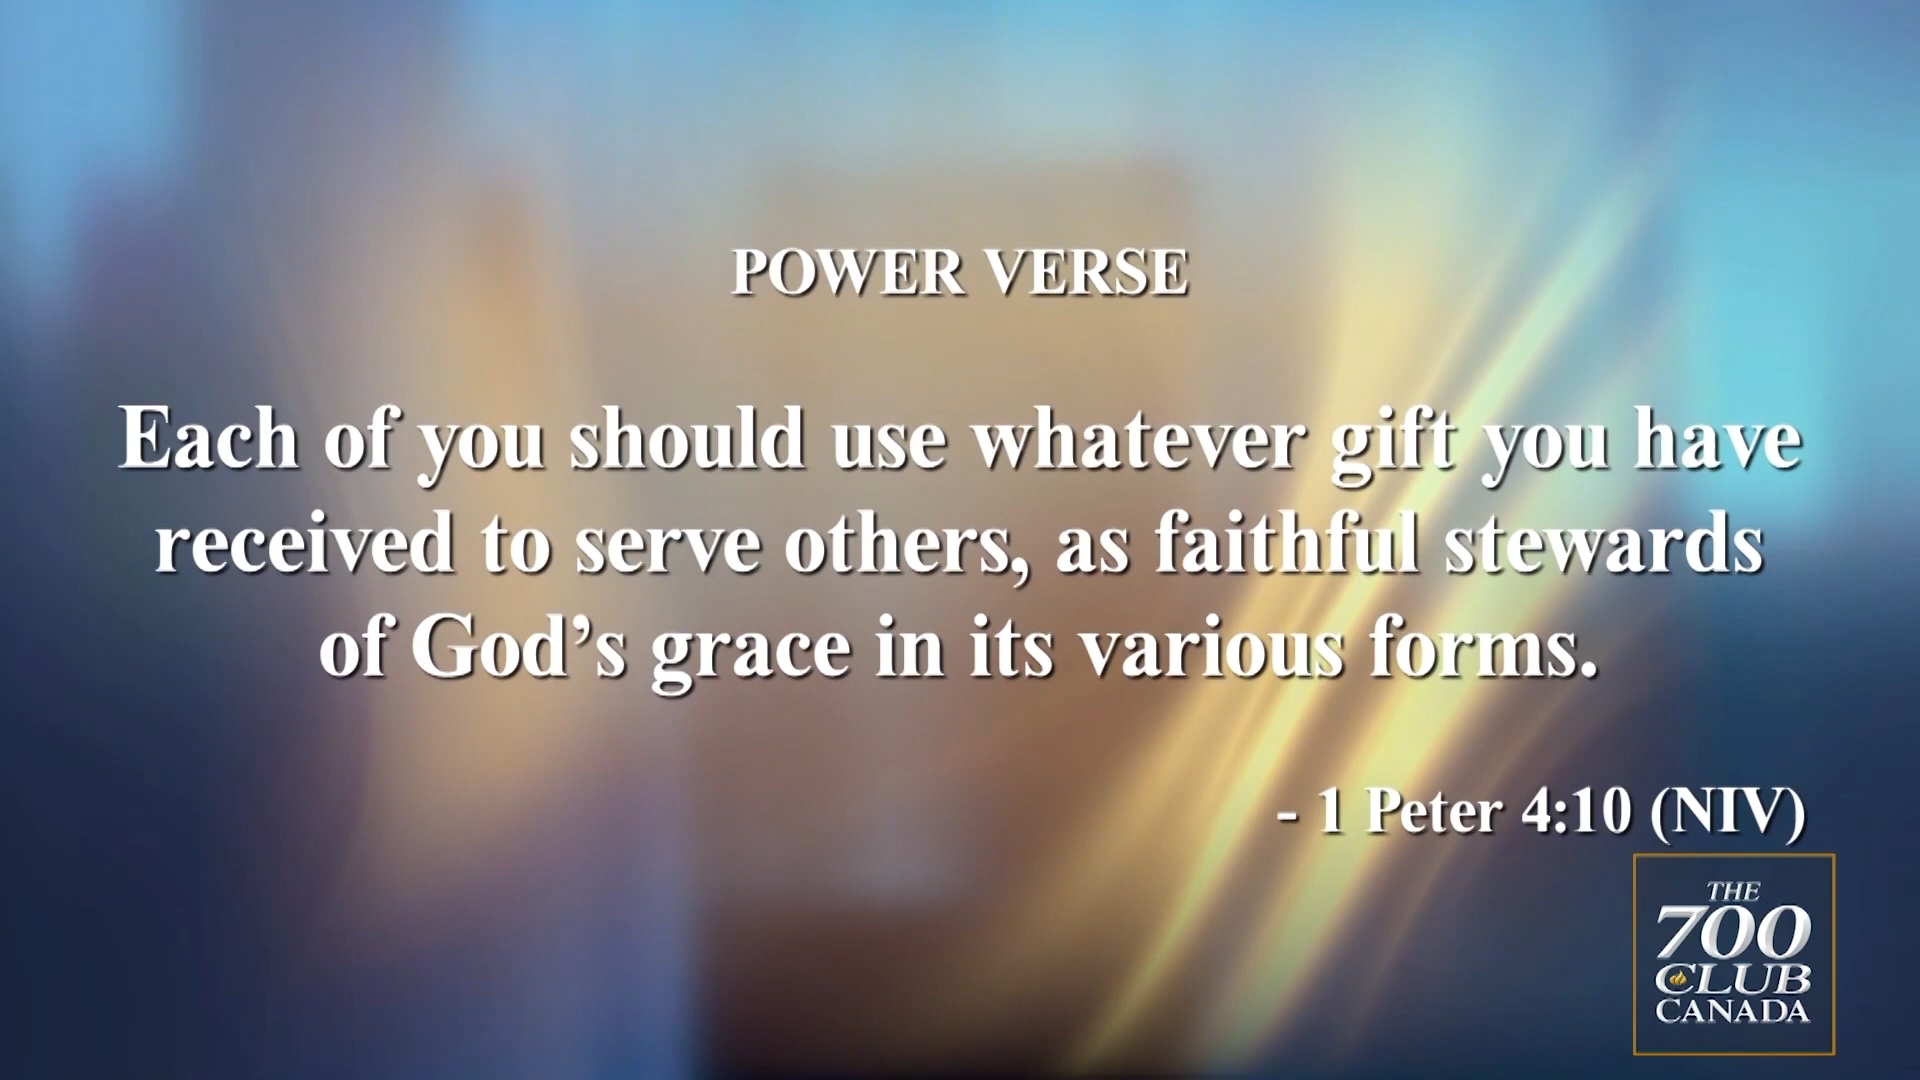 POWER VERSE
Each of you should use whatever gift you have
received to serve others, as faithful stewards
of God’s grace in its various forms.
- 1 Peter 4:10 (NIV)
THE
700
CLUB
CANADA